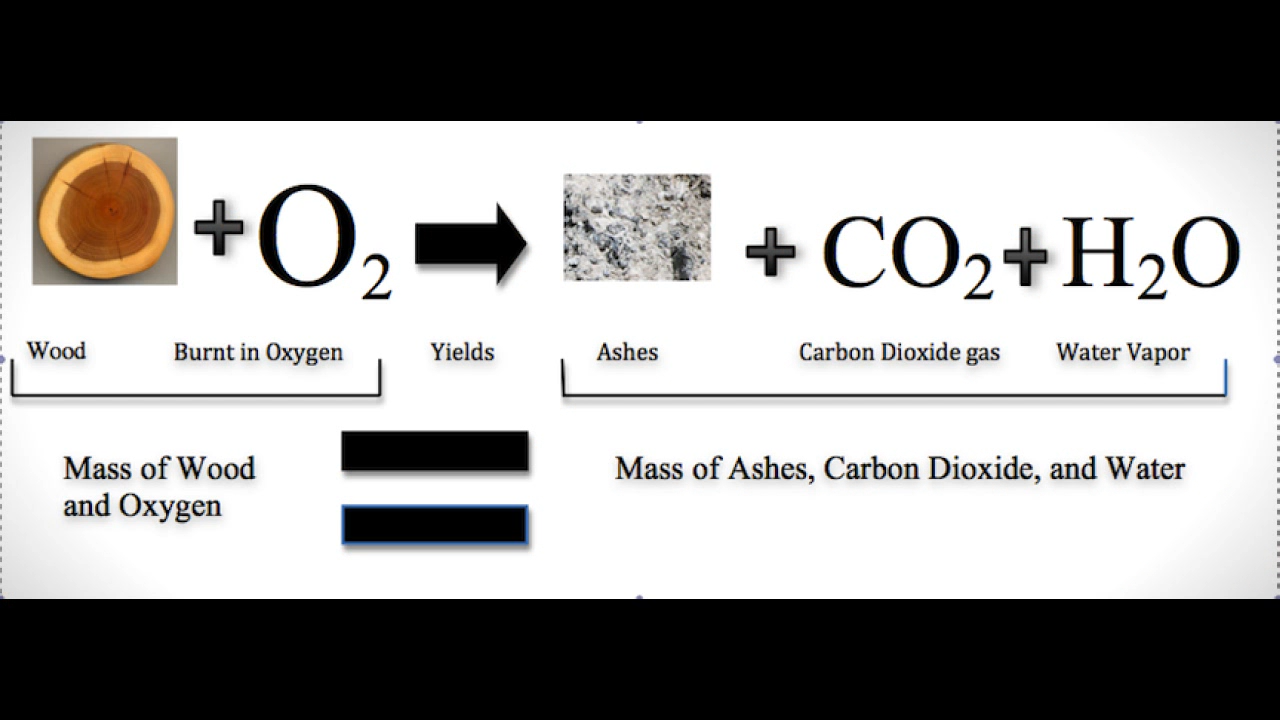 + O₂ + CO₂ + H₂O
Wood Burnt in Oxygen Yields Ashes Carbon Dioxide gas Water Vapor
Mass of Wood
and Oxygen
Mass of Ashes, Carbon Dioxide, and Water